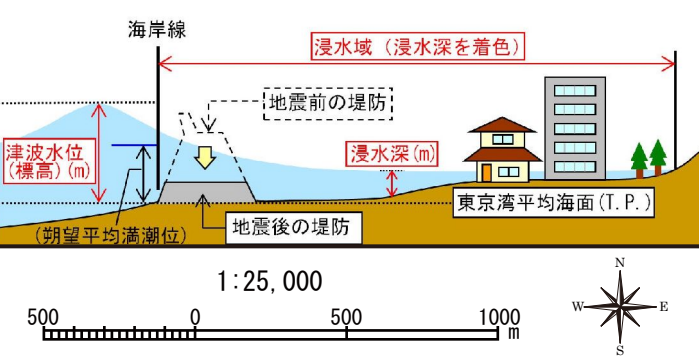 海岸線
浸水域（浸水深を着色）
地震前の堤防
津波水位
(標高)(m)
浸水深(m)
東京湾平均海面(T.P.)
地震後の堤防
(朔望平均満潮位)
1:25,000
500 0 500 1000 m
N
W E
S